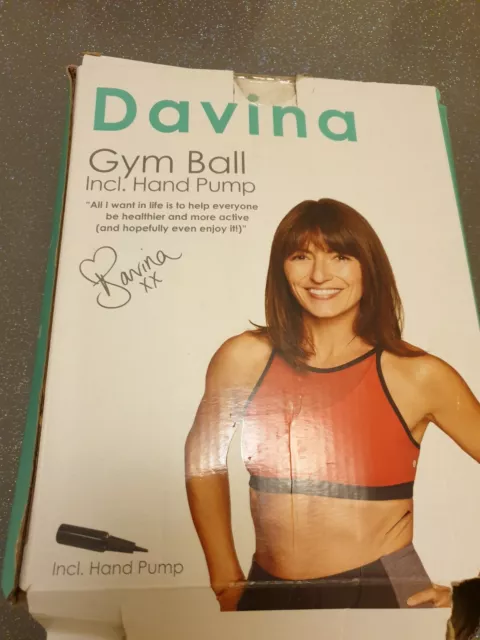 Davina
Gym Ball
Incl. Hand Pump
"All I want in life is to help everyone
be healthier and more active
(and hopefully even enjoy it!)"
Davina
xx
Incl. Hand Pump